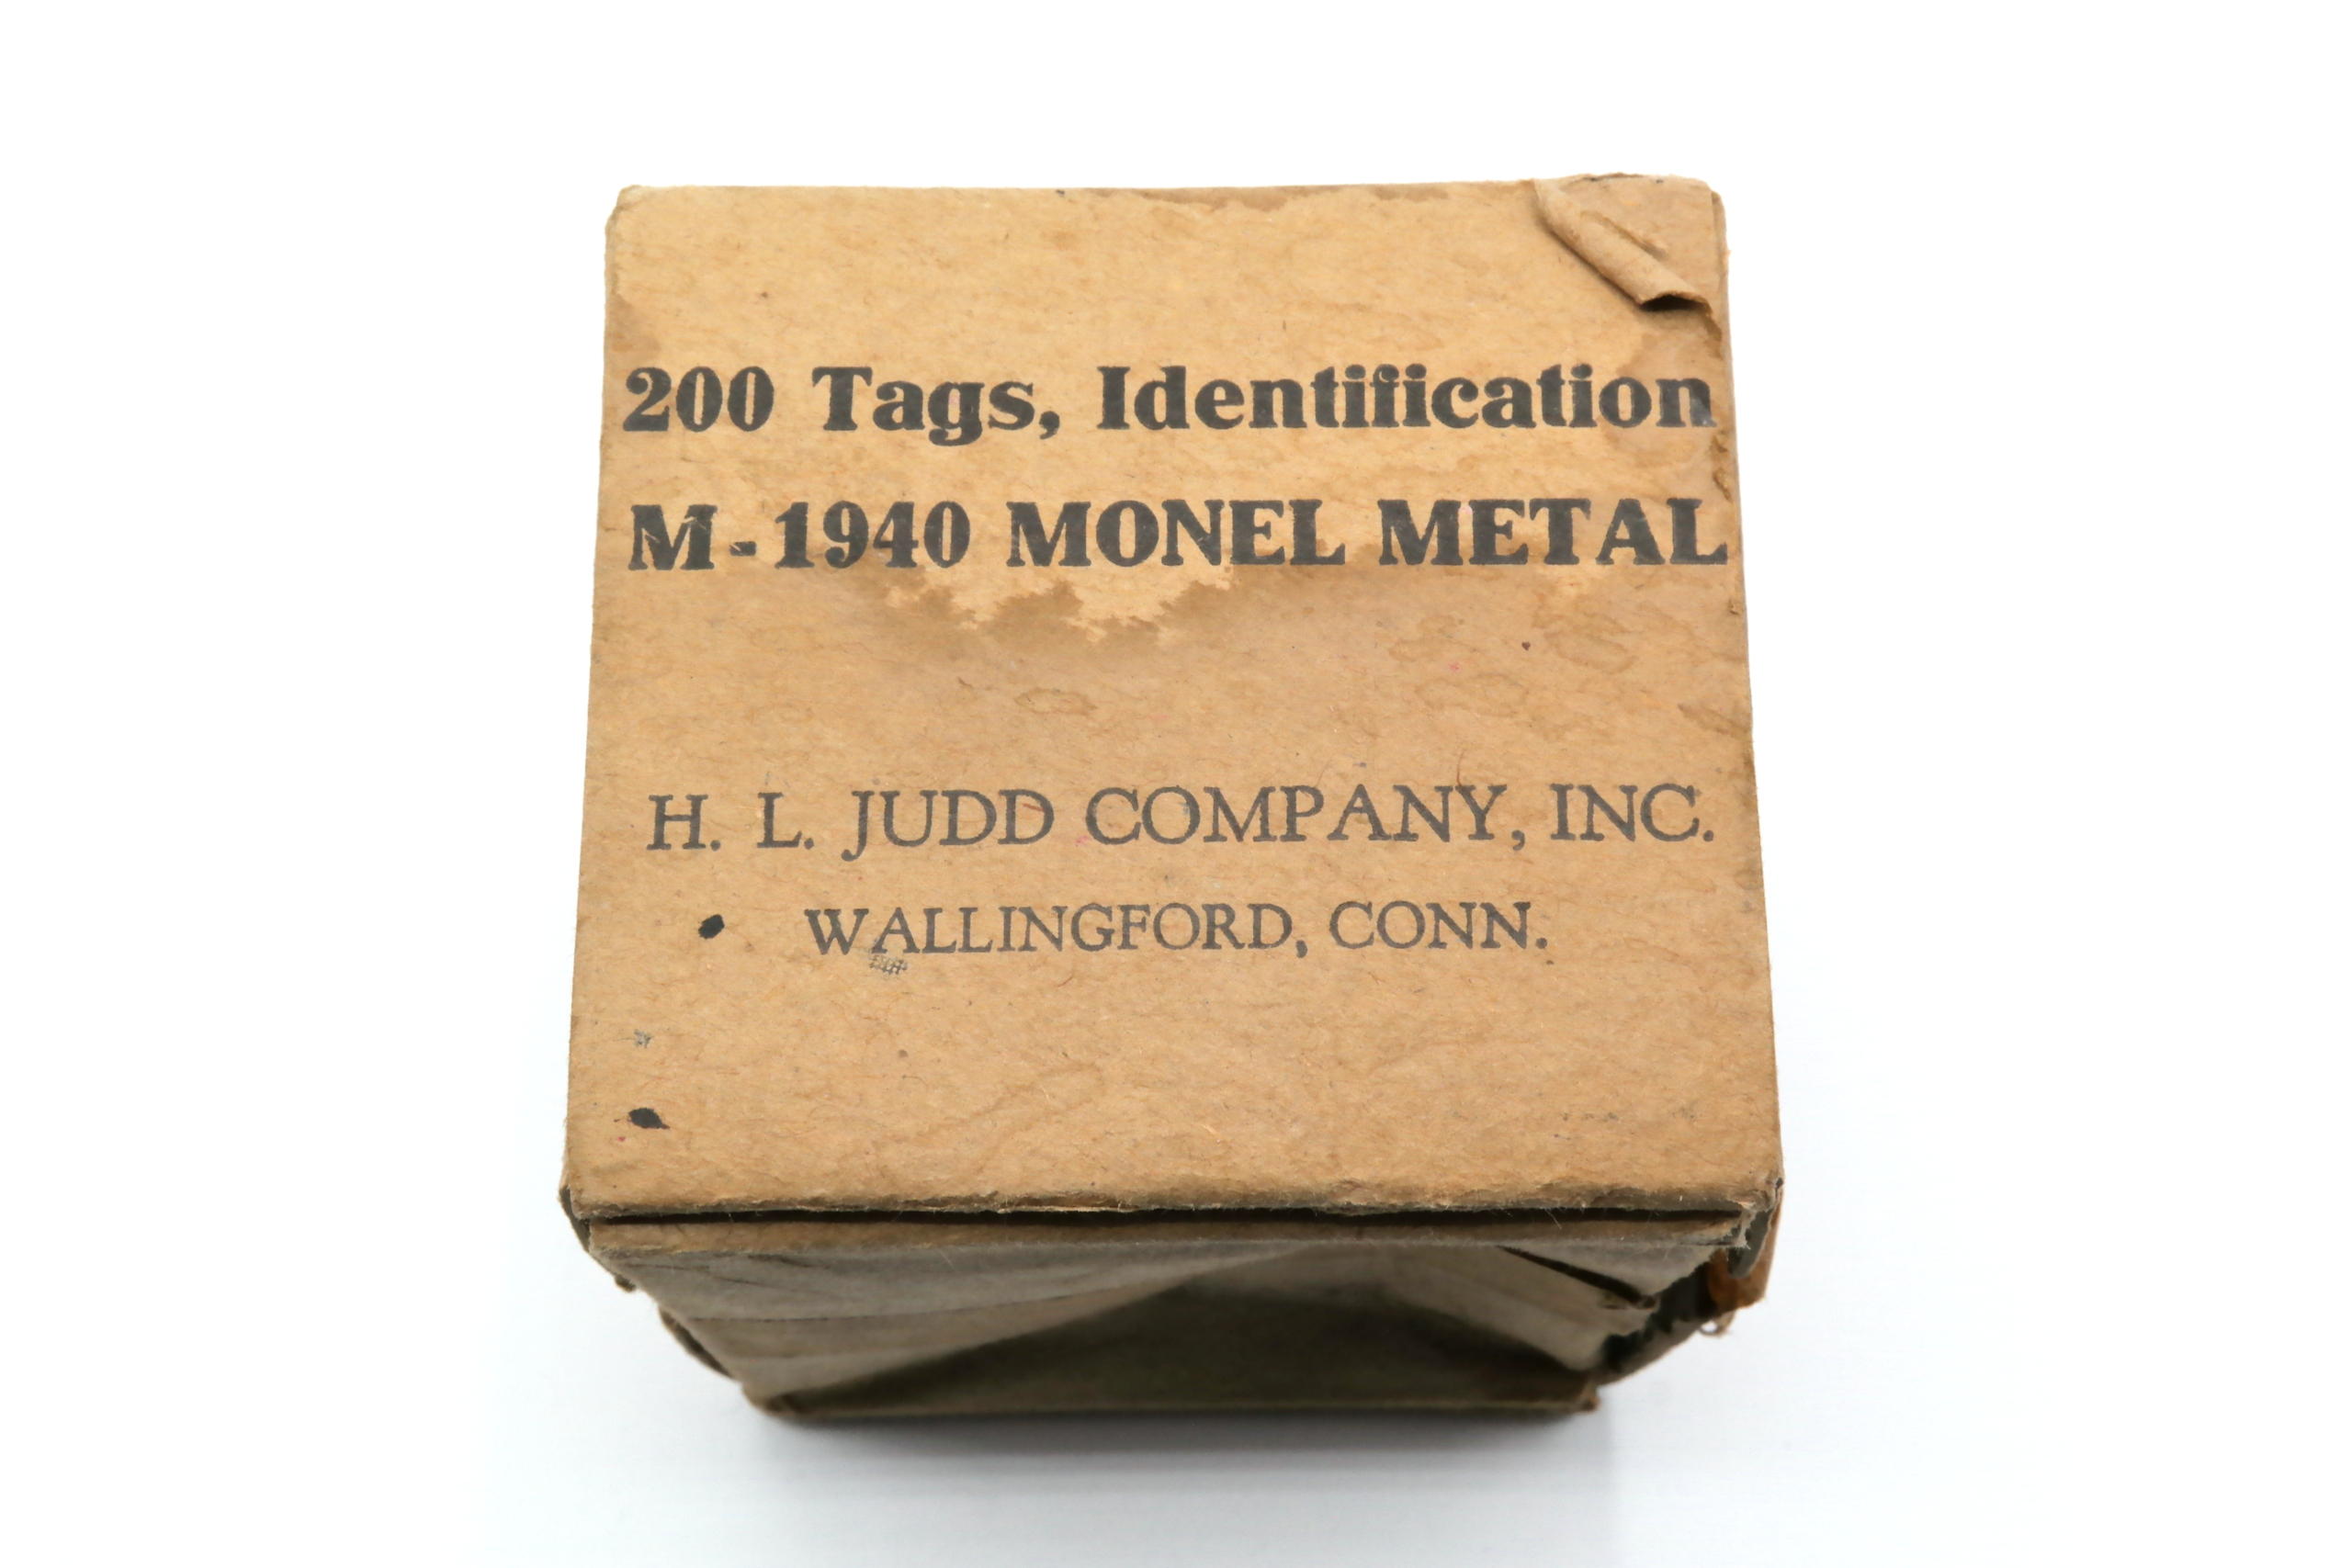 200 Tags, Identification
M-1940 MONEL METAL
H. L. JUDD COMPANY, INC.
WALLINGFORD, CONN.